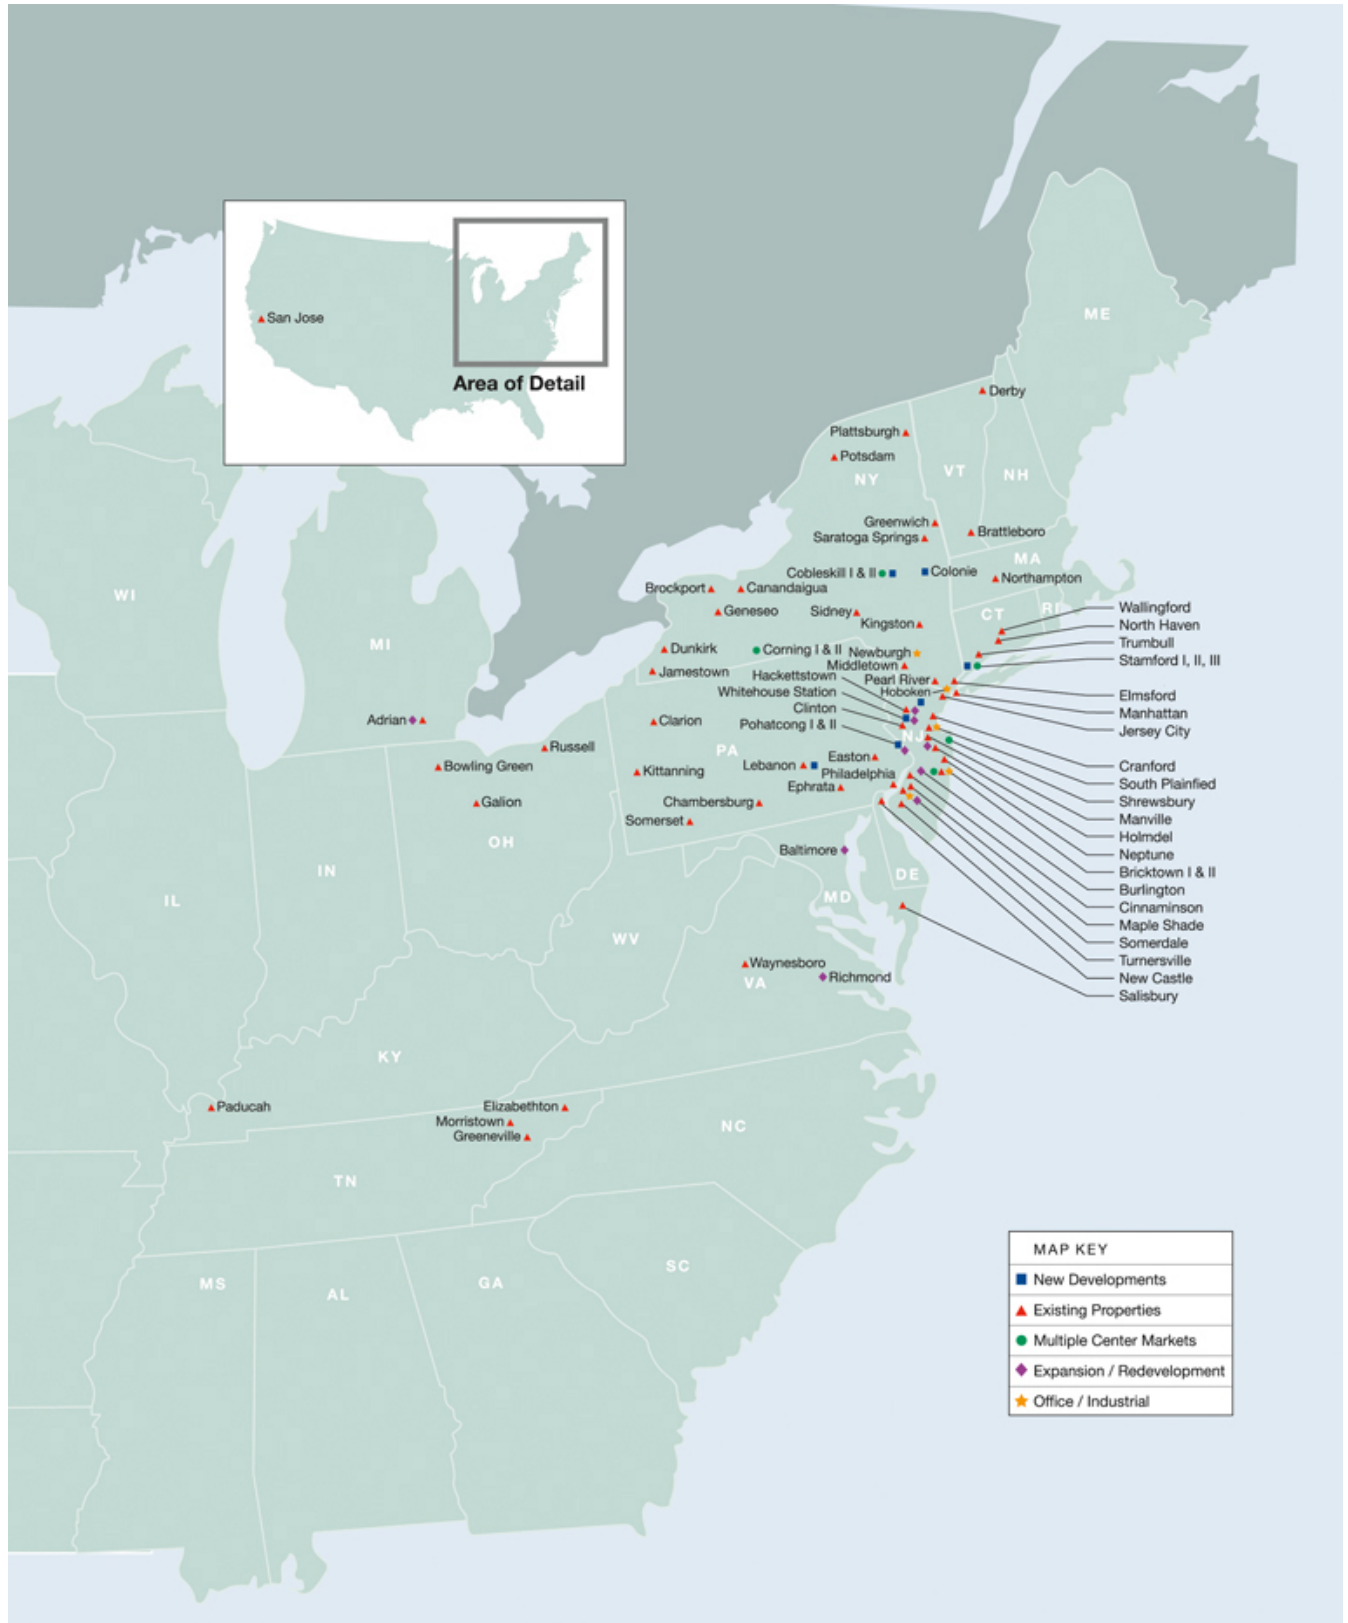 San Jose
Area of Detail
ME
Derby
Plattsburgh
Potsdam
NY
VT
NH
Greenwich
Saratoga Springs
Brattleboro
MA
Cobleskill I & II
Colonie
Northampton
Brockport
Canandaigua
WI
Geneseo
Sidney
Kingston
CT
RI
Wallingford
North Haven
Trumbull
Stamford I, II, III
MI
Dunkirk
Corning I & II
Newburgh
Middletown
Jamestown
Hackettstown
Pearl River
Whitehouse Station
Hoboken
Elmsford
Manhattan
Jersey City
Clinton
Adrian
Clarion
Pohatcong I & II
NJ
Russell
PA
Easton
Bowling Green
Lebanon
Kittanning
Philadelphia
Ephrata
Galion
Chambersburg
Somerset
Cranford
South Plainfied
Shrewsbury
Manville
Holmdel
Neptune
Bricktown I & II
Burlington
Cinnaminson
Maple Shade
Somerdale
Turnersville
New Castle
Salisbury
OH
Baltimore
IN
DE
IL
MD
WV
Waynesboro
Richmond
VA
KY
Paducah
Elizabethton
Morristown
Greeneville
NC
TN
SC
MS
AL
GA
MAP KEY
New Developments
Existing Properties
Multiple Center Markets
Expansion / Redevelopment
Office / Industrial